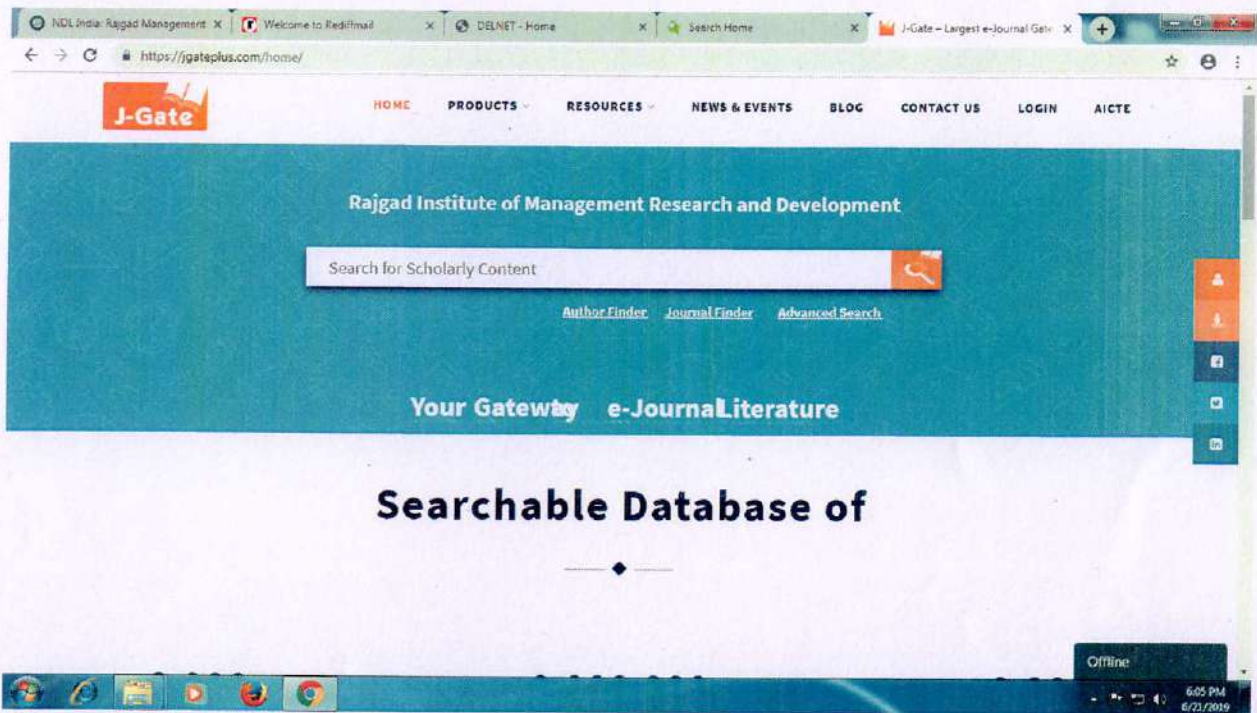 NDL India: Rajgad Management
Welcome to Rediffmail
DELNET - Home
Search Home
J-Gate – Largest e-Journal Gate
https://jgateplus.com/home/
J-Gate
HOME PRODUCTS RESOURCES NEWS & EVENTS BLOG CONTACT US LOGIN AICTE
Rajgad Institute of Management Research and Development
Search for Scholarly Content
Author Finder Journal Finder Advanced Search
Your Gateway e-Journal Literature
Searchable Database of
Offline
6:05 PM
6/21/2019